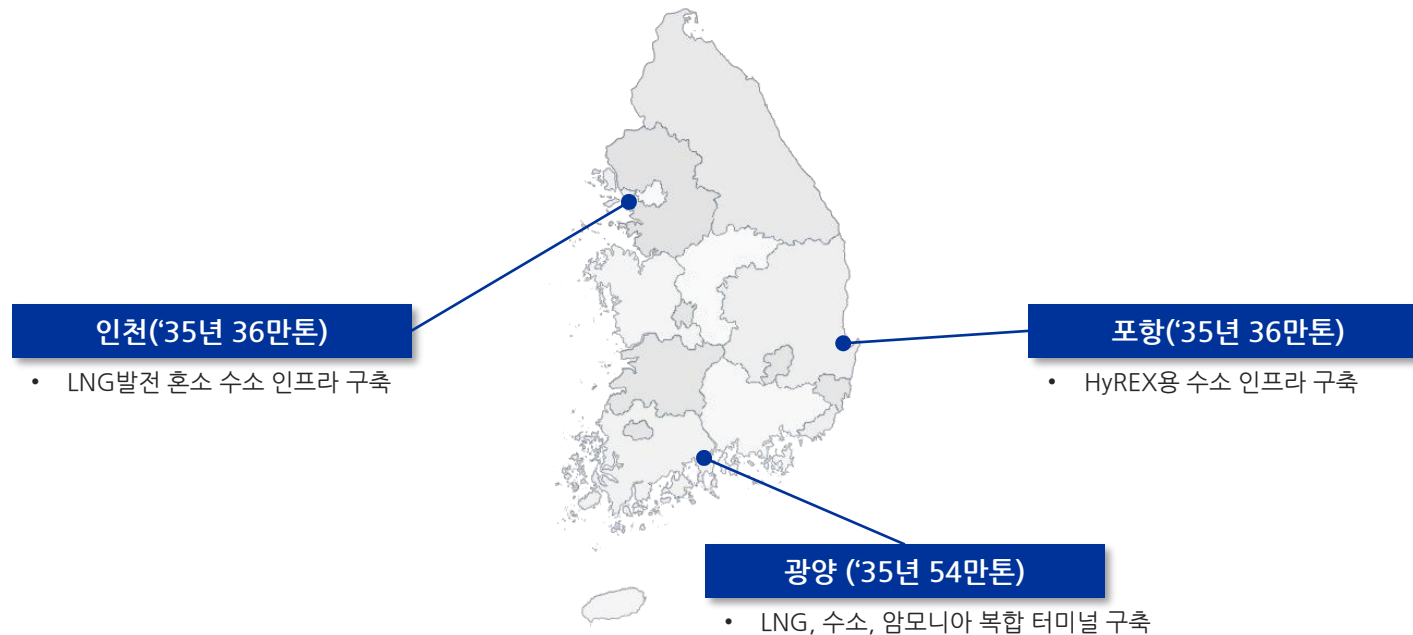 인천(‘35년 36만톤)
• LNG발전 혼소 수소 인프라 구축
포항(‘35년 36만톤)
• HyREX용 수소 인프라 구축
광양 (‘35년 54만톤)
• LNG, 수소, 암모니아 복합 터미널 구축